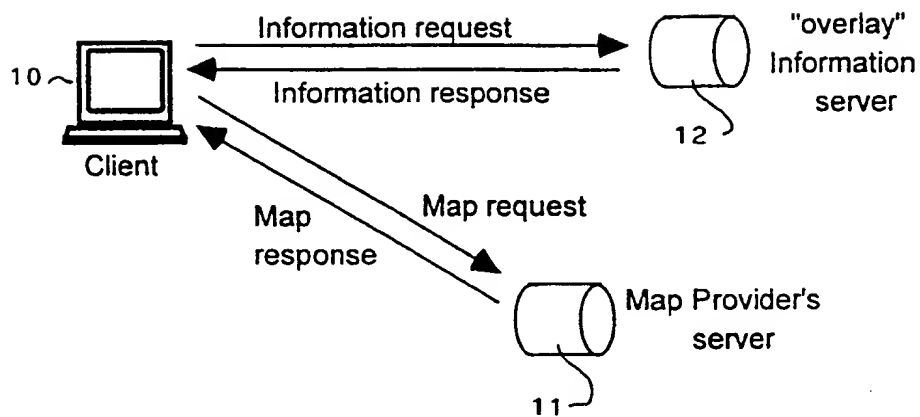 Information request
"overlay"
Information
server
10
Information response
12
Client
Map request
Map
response
Map Provider's
server
11